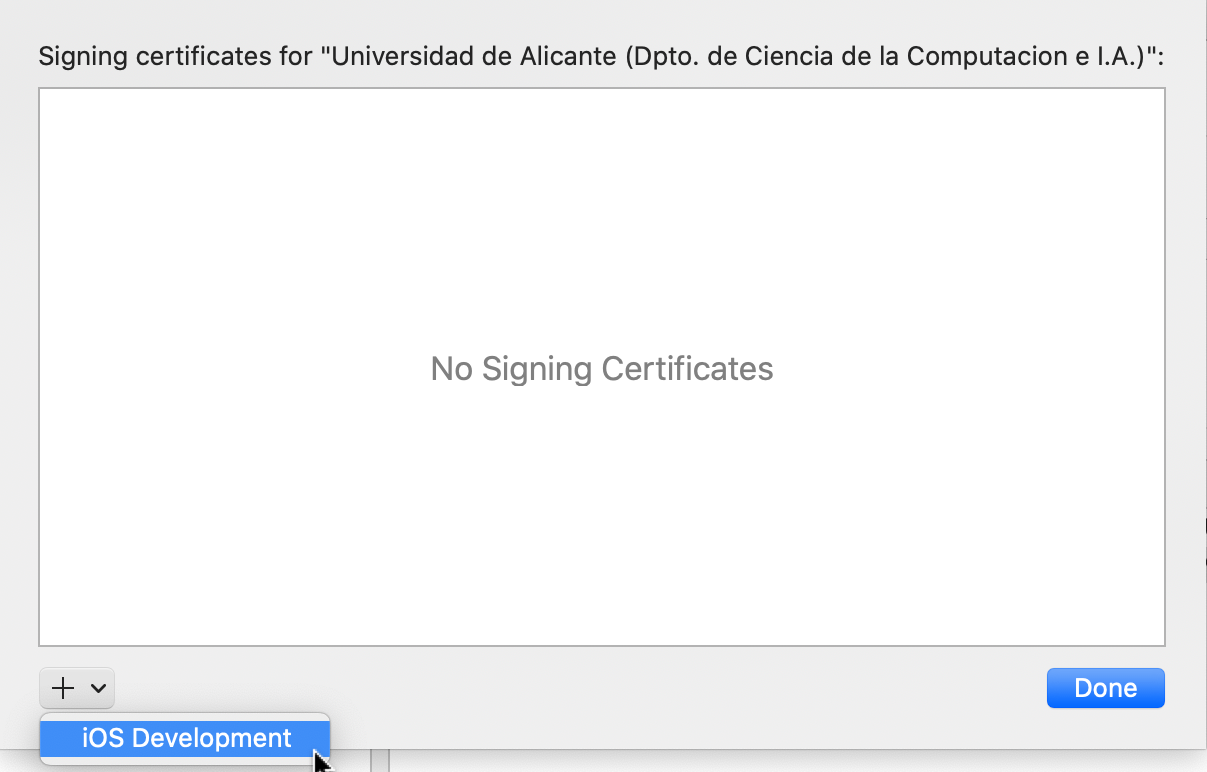 Signing certificates for "Universidad de Alicante (Dpto. de Ciencia de la Computacion e I.A.)":
No Signing Certificates
Done
iOS Development